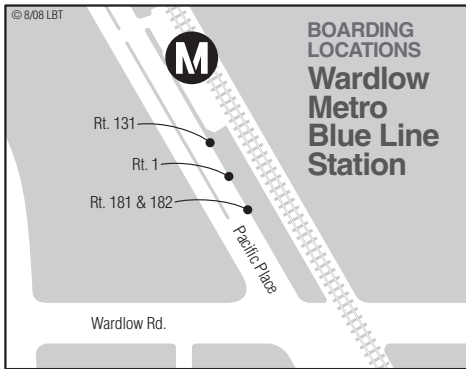 © 8/08 LBT
BOARDING
LOCATIONS
Wardlow
Metro
Blue Line
Station
M
Rt. 131
Rt. 1
Rt. 181 & 182
Pacific Place
Wardlow Rd.